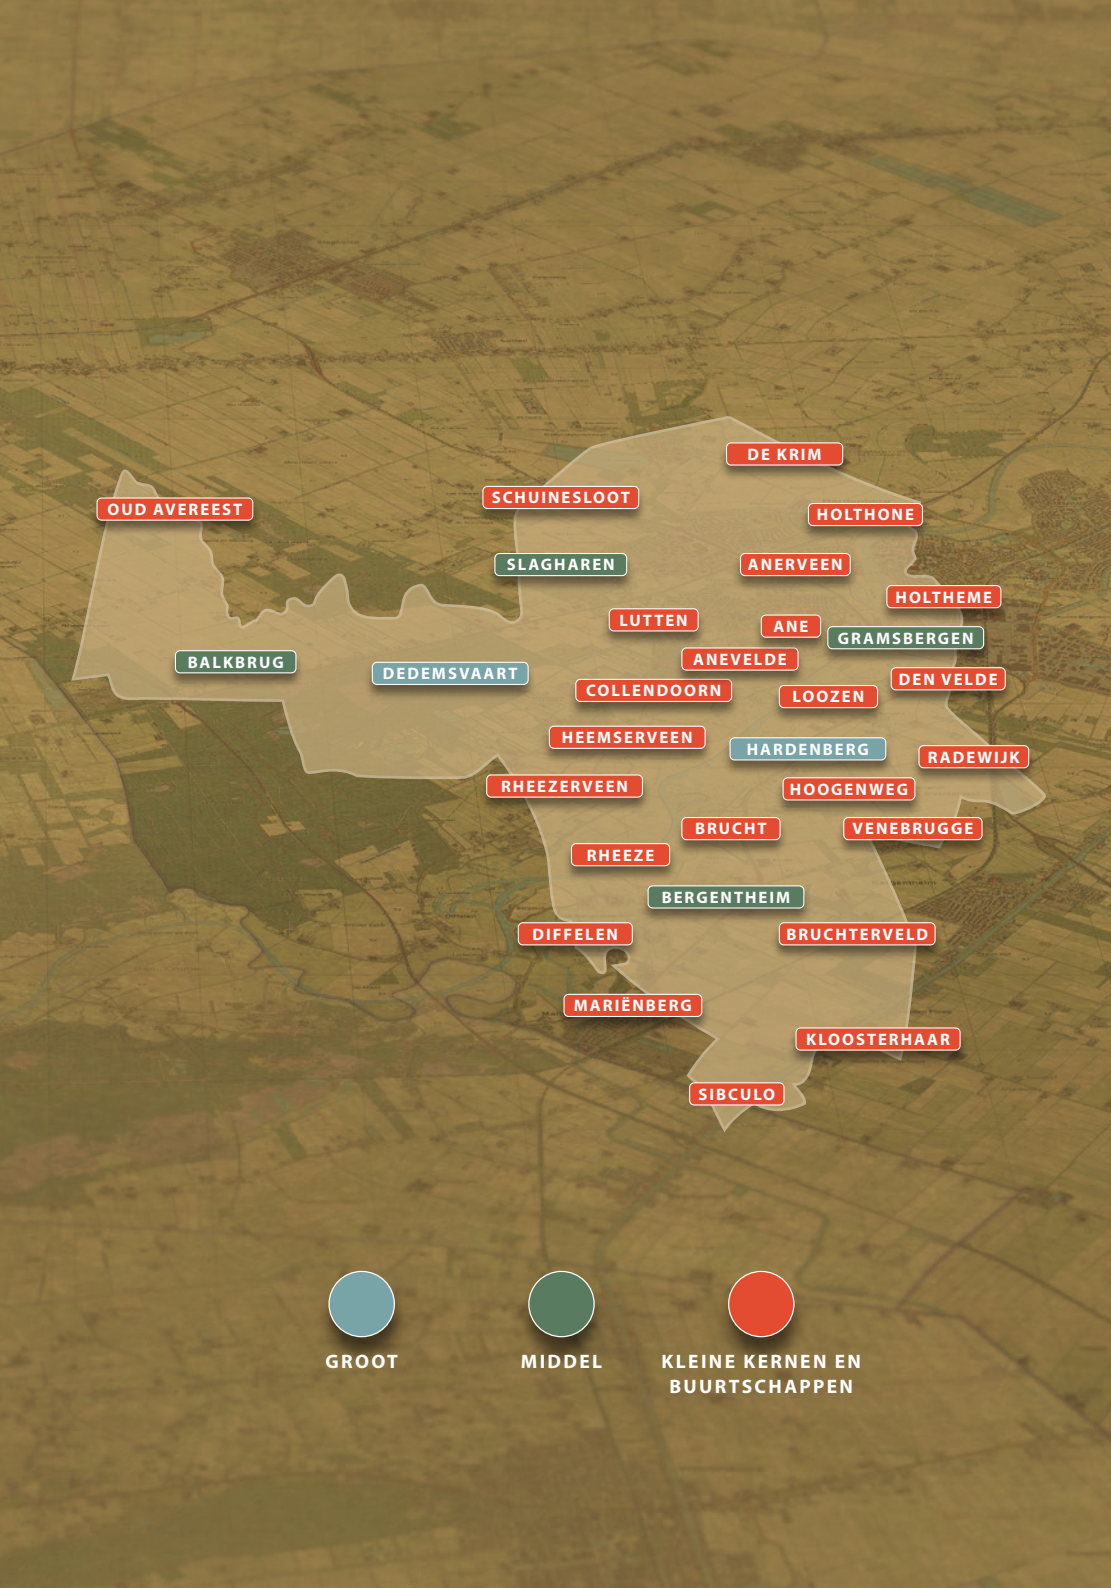 DE KRIM
SCHUINESLOOT
OUD AVEREEST
HOLTHONE
SLAGHAREN
ANERVEEN
HOLTHEME
LUTTEN
ANE
GRAMSBERGEN
ANEVELDE
BALKBRUG
DEDEMSVAART
DEN VELDE
COLLENDOORN
LOOZEN
HEEMSERVEEN
HARDENBERG
RADEWIJK
RHEEZERVEEN
HOOGENWEG
BRUCHT
VENEBRUGGE
RHEEZE
BERGENTHEIM
DIFFELEN
BRUCHTERVELD
MARIËNBERG
KLOOSTERHAAR
SIBCULO
GROOT
MIDDEL
KLEINE KERNEN EN
BUURTSCHAPPEN